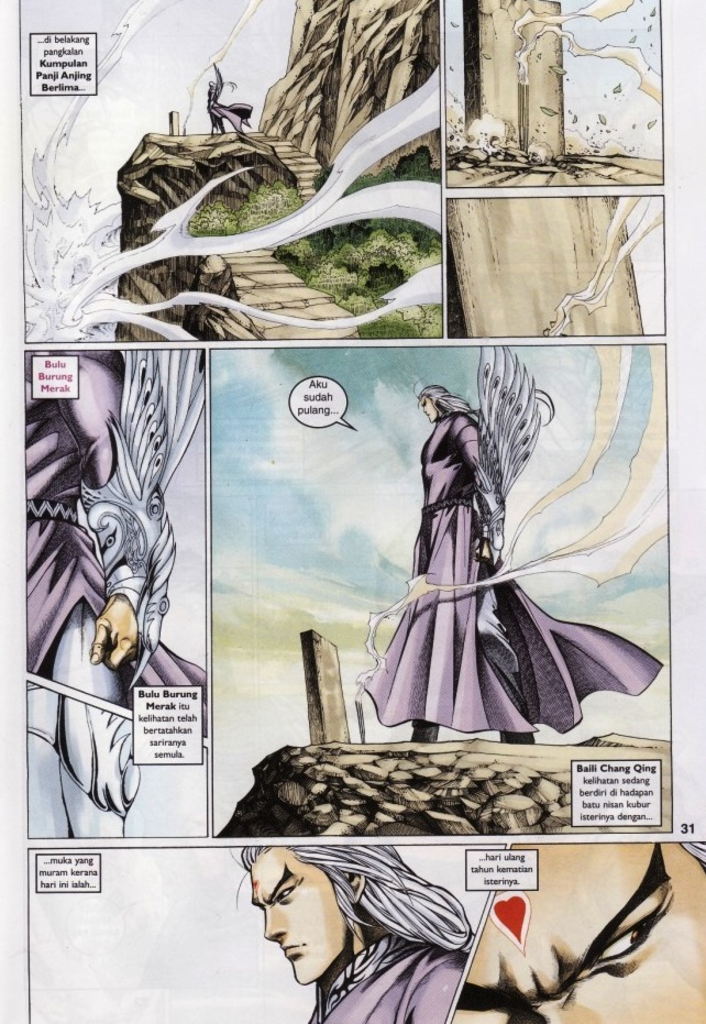 ...di belakang
pangkalan
Kumpulan
Panji Anjing
Berlima...
Bulu
Burung
Merak
Aku
sudah
pulang...
Bulu Burung
Merak itu
kelihatan telah
bertatahkan
sariranya
semula.
Baili Chang Qing
kelihatan sedang
berdiri di hadapan
batu nisan kubur
isterinya dengan...
31
...muka yang
muram kerana
hari ini ialah...
...hari ulang
tahun kematian
isterinya.